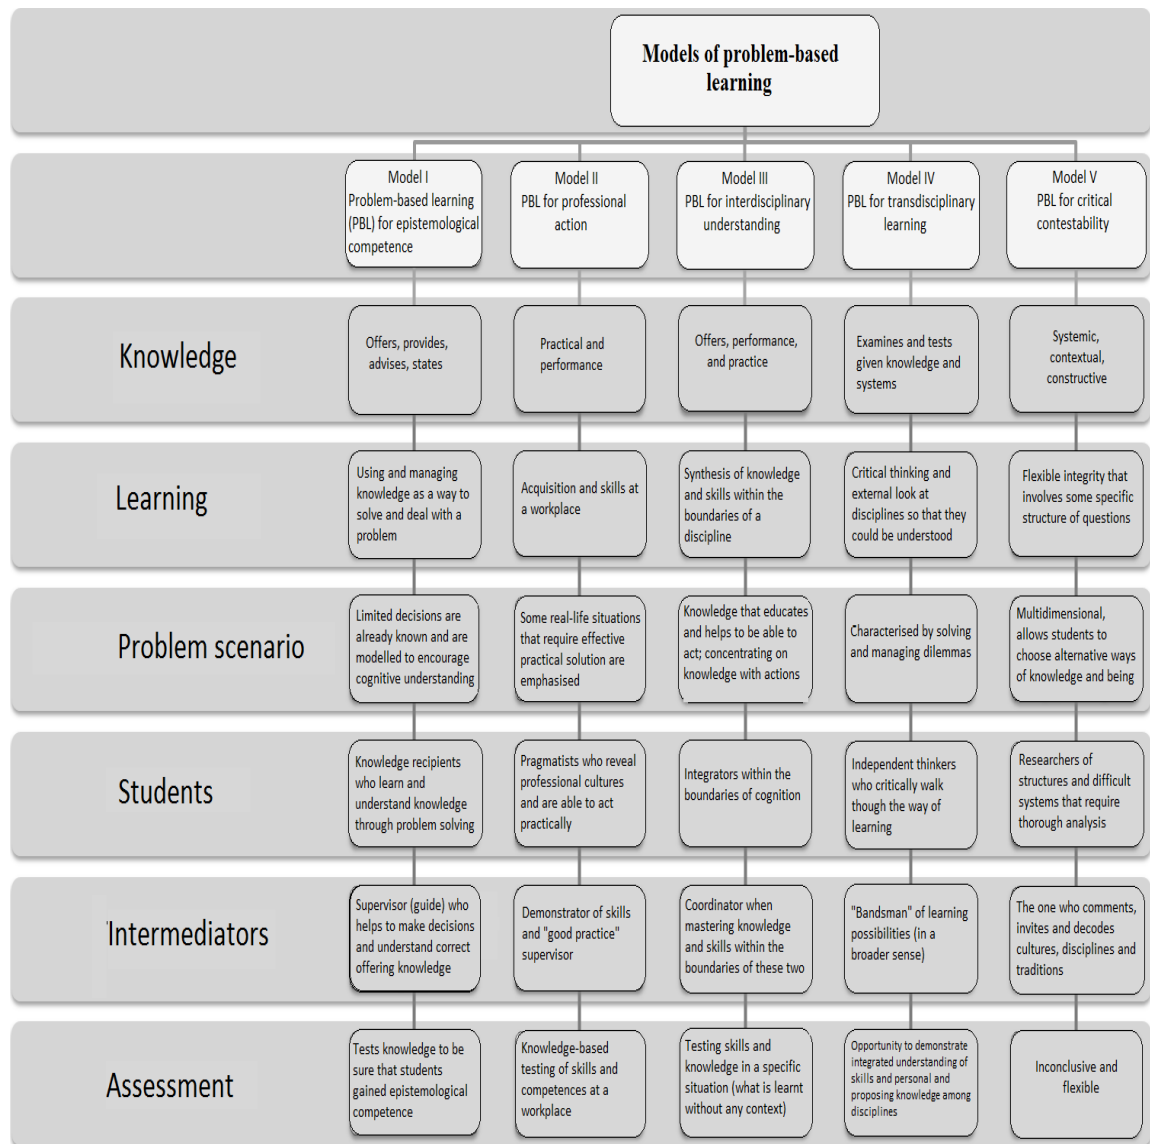 Models of problem-based
learning
Model I
Problem-based learning
(PBL) for epistemological
competence
Model II
PBL for professional
action
Model III
PBL for interdisciplinary
understanding
Model IV
PBL for transdisciplinary
learning
Model V
PBL for critical
contestability
Knowledge
Offers, provides,
advises, states
Practical and
performance
Offers, performance,
and practice
Examines and tests
given knowledge and
systems
Systemic,
contextual,
constructive
Learning
Using and managing
knowledge as a way to
solve and deal with a
problem
Acquisition and skills at
a workplace
Synthesis of knowledge
and skills within the
boundaries of a
discipline
Critical thinking and
external look at
disciplines so that they
could be understood
Flexible integrity that
involves some specific
structure of questions
Problem scenario
Limited decisions are
already known and are
modelled to encourage
cognitive understanding
Some real-life situations
that require effective
practical solution are
emphasised
Knowledge that educates
and helps to be able to
act; concentrating on
knowledge with actions
Characterised by solving
and managing dilemmas
Multidimensional,
allows students to
choose alternative ways
of knowledge and being
Students
Knowledge recipients
who learn and
understand knowledge
through problem solving
Pragmatists who reveal
professional cultures
and are able to act
practically
Integrators within the
boundaries of cognition
Independent thinkers
who critically walk
though the way of
learning
Researchers of
structures and difficult
systems that require
thorough analysis
Intermediators
Supervisor (guide) who
helps to make decisions
and understand correct
offering knowledge
Demonstrator of skills
and "good practice"
supervisor
Coordinator when
mastering knowledge
and skills within the
boundaries of these two
"Bandsman" of learning
possibilities (in a
broader sense)
The one who comments,
invites and decodes
cultures, disciplines and
traditions
Assessment
Tests knowledge to be
sure that students
gained epistemological
competence
Knowledge-based
testing of skills and
competences at a
workplace
Testing skills and
knowledge in a specific
situation (what is learnt
without any context)
Opportunity to demonstrate
integrated understanding of
skills and personal and
proposing knowledge among
disciplines
Inconclusive and
flexible